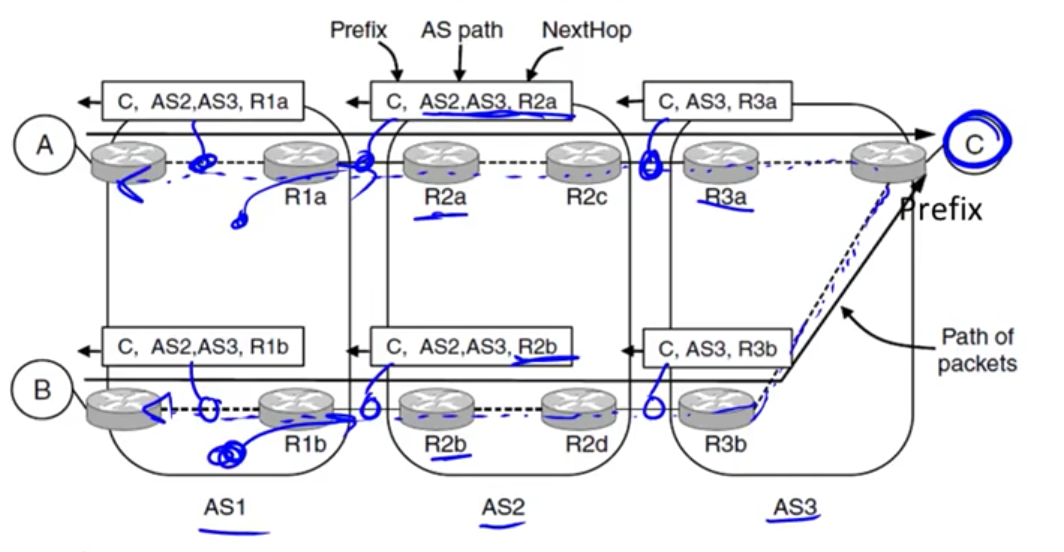 Prefix AS path NextHop
C, AS2,AS3, R1a
C, AS2,AS3, R2a
C, AS3, R3a
A
C
R1a
R2a
R2c
R3a
Prefix
C, AS2,AS3, R1b
C, AS2,AS3, R2b
C, AS3, R3b
Path of
packets
B
R1b
R2b
R2d
R3b
AS1
AS2
AS3